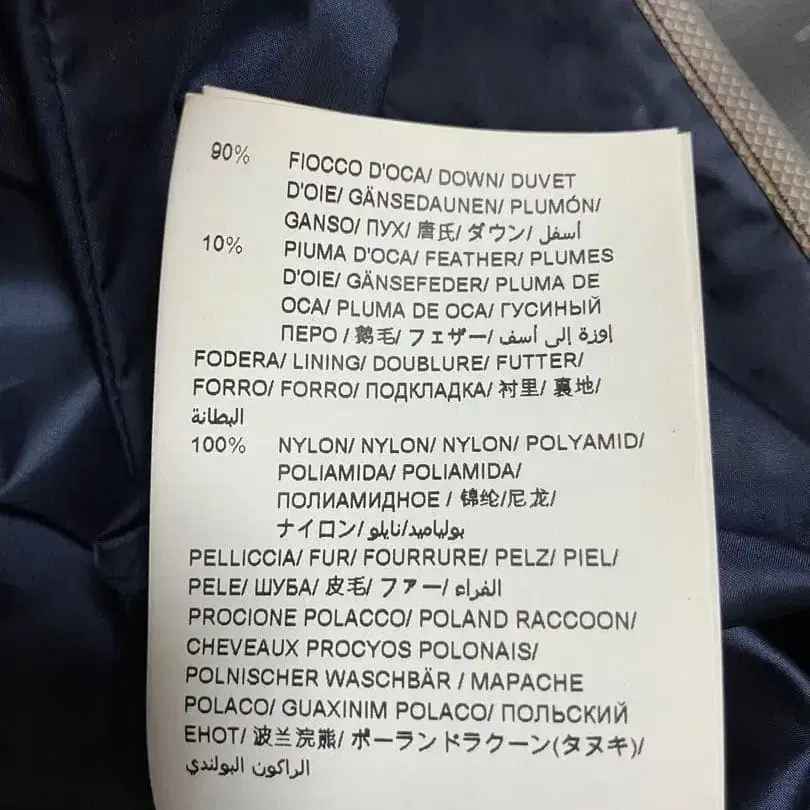 90% FIOCCO D'OCA/ DOWN/ DUVET
D'OIE/ GÄNSEDAUNEN/ PLUMÓN/
GANSO/ ПУХ/ 唐氏/ ダウン/ أسفل
10% PIUMA D'OCA/ FEATHER/ PLUMES
D'OIE/ GÄNSEFEDER/ PLUMA DE
OCA/ PLUMA DE OCA/ ГУСИНЫЙ
ПЕРО / 鹅毛/ フェザー/ اوزة إلى أسف
FODERA/ LINING/ DOUBLURE/ FUTTER/
FORRO/ FORRO/ ПОДКЛАДКА/ 衬里/ 裏地/
البطانة
100% NYLON/ NYLON/ NYLON/ POLYAMID/
POLIAMIDA/ POLIAMIDA/
ПОЛИАМИДНОЕ / 锦纶/尼龙/
ナイロン/ بولياميد/نايلو
PELLICCIA/ FUR/ FOURRURE/ PELZ/ PIEL/
PELE/ ШУБА/ 皮毛/ ファー/ الفراء
PROCIONE POLACCO/ POLAND RACCOON/
CHEVEAUX PROCYOS POLONAIS/
POLNISCHER WASCHBÄR / MAPACHE
POLACO/ GUAXINIM POLACO/ ПОЛЬСКИЙ
ЕНОТ/ 波兰浣熊/ ポーランドラクーン(タヌキ)/
الراكون البولندي